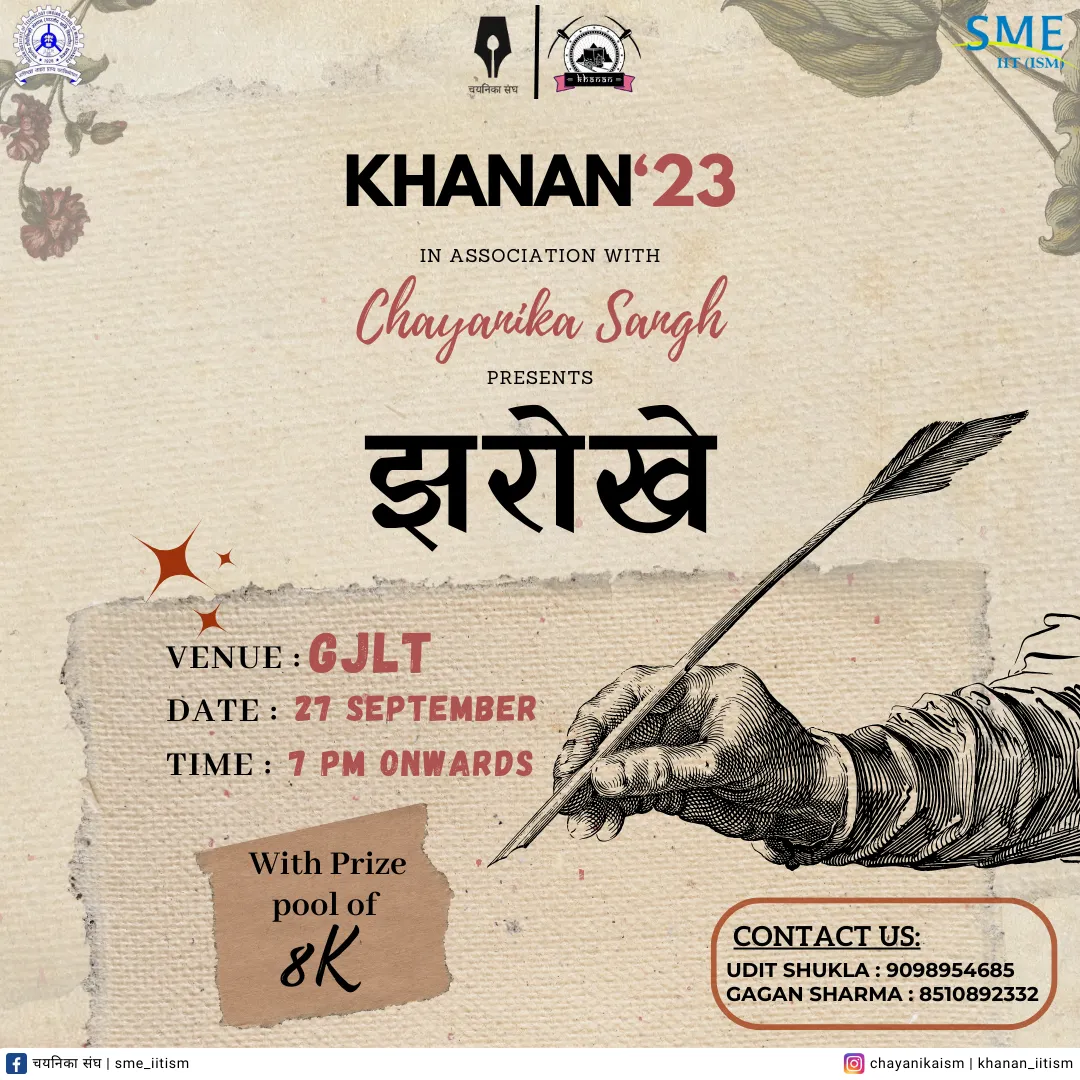 चयनिका संघ
khanan
SME
IIT (ISM)
1926
KHANAN‘23
IN ASSOCIATION WITH
Chayanika Sangh
PRESENTS
झरोखे
VENUE : GJLT
DATE : 27 SEPTEMBER
TIME : 7 PM ONWARDS
With Prize
pool of
8K
CONTACT US:
UDIT SHUKLA : 9098954685
GAGAN SHARMA : 8510892332
चयनिका संघ | sme_iitism
chayanikaism | khanan_iitism